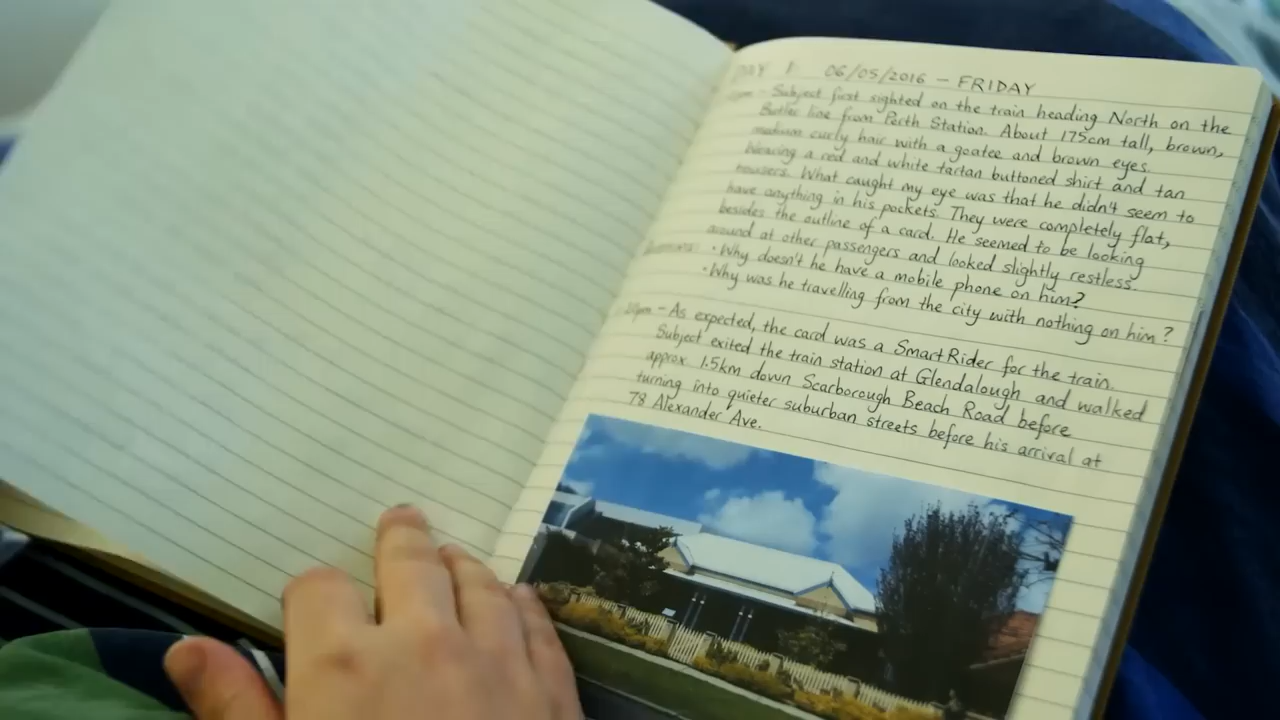 DAY 1 06/05/2016 - FRIDAY
- Subject first sighted on the train heading North on the
Butler line from Perth Station. About 175cm tall, brown,
medium curly hair with a goatee and brown eyes.
Wearing a red and white tartan buttoned shirt and tan
trousers. What caught my eye was that he didn't seem to
have anything in his pockets. They were completely flat,
besides the outline of a card. He seemed to be looking
around at other passengers and looked slightly restless.
• Why doesn't he have a mobile phone on him?
• Why was he travelling from the city with nothing on him?
- As expected, the card was a SmartRider for the train.
Subject exited the train station at Glendalough and walked
approx. 1.5km down Scarborough Beach Road before
turning into quieter suburban streets before his arrival at
78 Alexander Ave.